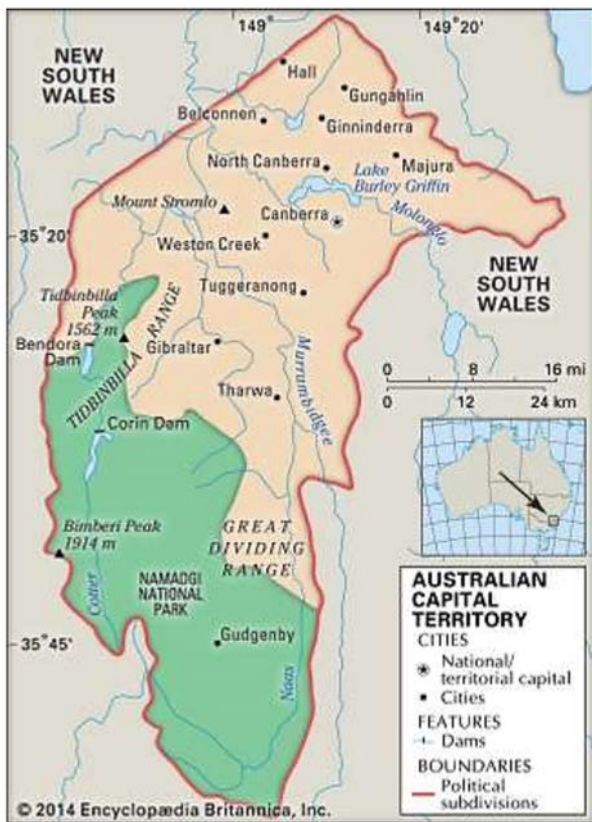 149°
149°20'
NEW
SOUTH
WALES
Hall
Gungahlin
Belconnen
Ginninderra
North Canberra
Majura
Lake
Burley Griffin
Mount Stromlo
Canberra
Molonglo
35°20'
Weston Creek
NEW
SOUTH
WALES
Tidbinbilla
Peak
1562 m
Tuggeranong
TIDBINBILLA RANGE
Bendora
Dam
Gibraltar
Murrumbidgee
Tharwa
0 8 16 mi
0 12 24 km
Corin Dam
Bimberi Peak
1914 m
GREAT
DIVIDING
RANGE
Cotter
NAMADGI
NATIONAL
PARK
35°45'
Gudgenby
Naas
AUSTRALIAN
CAPITAL
TERRITORY
CITIES
National/
territorial capital
Cities
FEATURES
Dams
BOUNDARIES
Political
subdivisions
© 2014 Encyclopædia Britannica, Inc.